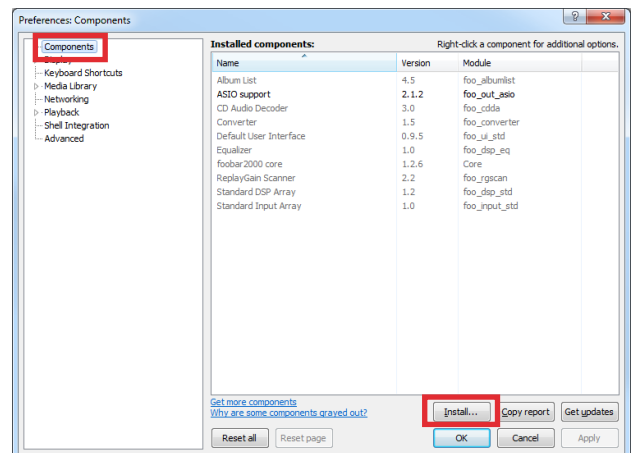 Preferences: Components
Components
Display
Keyboard Shortcuts
Media Library
Networking
Playback
Shell Integration
Advanced
Installed components: Right-click a component for additional options.
Name Version Module
Album List 4.5 foo_albumlist
ASIO support 2.1.2 foo_out_asio
CD Audio Decoder 3.0 foo_cdda
Converter 1.5 foo_converter
Default User Interface 0.9.5 foo_ui_std
Equalizer 1.0 foo_dsp_eq
foobar2000 core 1.2.6 Core
ReplayGain Scanner 2.2 foo_rgscan
Standard DSP Array 1.2 foo_dsp_std
Standard Input Array 1.0 foo_input_std
Get more components
Why are some components grayed out?
Install... Copy report Get updates
Reset all Reset page OK Cancel Apply